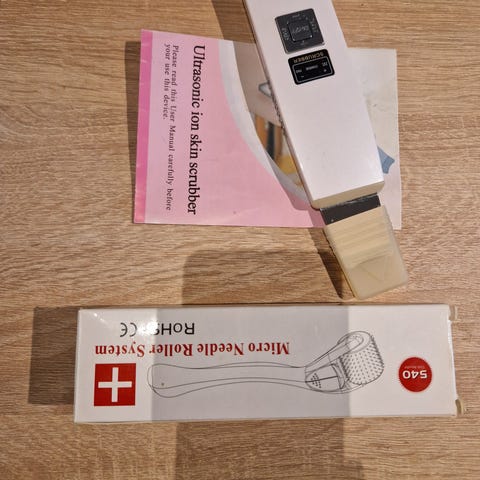 Ultrasonic ion skin scrubber
Please read this User Manual carefully before
your use this device.
SCRUBBER
Micro Needle Roller System
RoHS CE
540